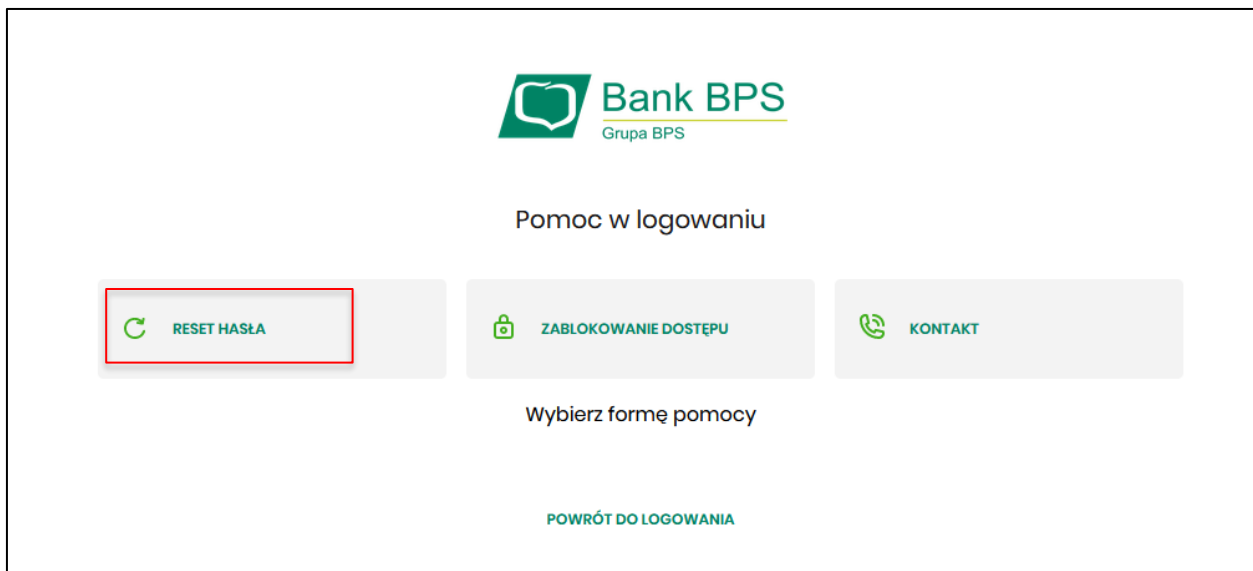 Bank BPS
Grupa BPS
Pomoc w logowaniu
RESET HASŁA
ZABLOKOWANIE DOSTĘPU
KONTAKT
Wybierz formę pomocy
POWRÓT DO LOGOWANIA